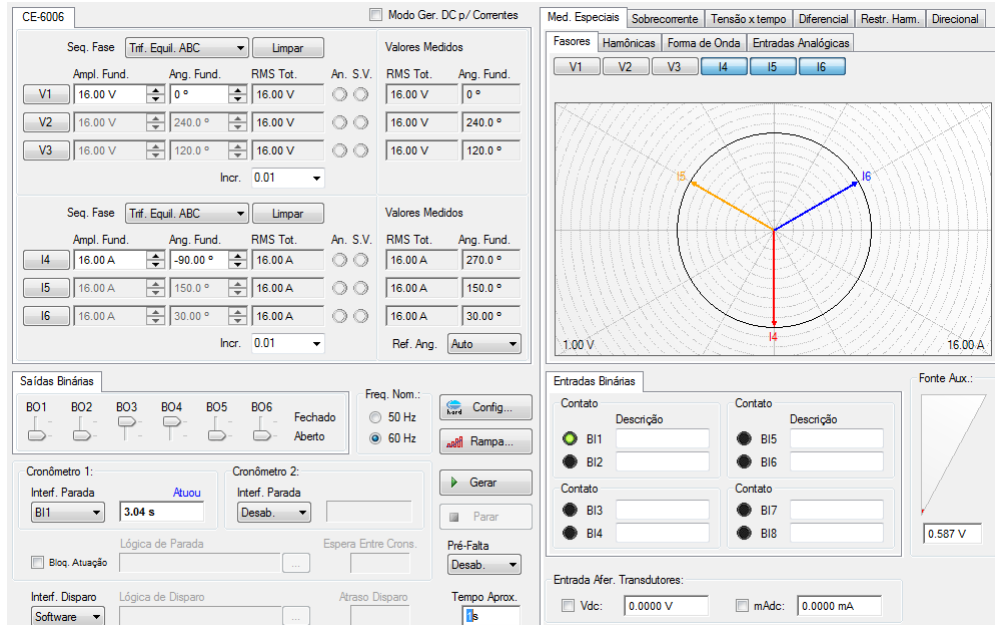 CE-6006
Modo Ger. DC p/ Correntes
Seq. Fase Trif. Equil. ABC Limpar Valores Medidos
Ampl. Fund. Ang. Fund. RMS Tot. An. S.V. RMS Tot. Ang. Fund.
V1 16.00 V 0 º 16.00 V 16.00 V 0 º
V2 16.00 V 240.0 º 16.00 V 16.00 V 240.0 º
V3 16.00 V 120.0 º 16.00 V 16.00 V 120.0 º
Incr. 0.01
Seq. Fase Trif. Equil. ABC Limpar Valores Medidos
Ampl. Fund. Ang. Fund. RMS Tot. An. S.V. RMS Tot. Ang. Fund.
I4 16.00 A -90.00 º 16.00 A 16.00 A 270.0 º
I5 16.00 A 150.0 º 16.00 A 16.00 A 150.0 º
I6 16.00 A 30.00 º 16.00 A 16.00 A 30.00 º
Incr. 0.01 Ref. Ang. Auto
Med. Especiais Sobrecorrente Tensão x tempo Diferencial Restr. Harm. Direcional
Fasores Hamônicas Forma de Onda Entradas Analógicas
V1 V2 V3 I4 I5 I6
I5 I6
I4
1.00 V 16.00 A
Saídas Binárias
BO1 BO2 BO3 BO4 BO5 BO6
Fechado
Aberto
Freq. Nom.:
50 Hz
60 Hz
Config...
Rampa...
Cronômetro 1:
Interf. Parada Atuou
BI1 3.04 s
Cronômetro 2:
Interf. Parada
Desab.
Gerar
Parar
Lógica de Parada Espera Entre Crons.
Bloq. Atuação ...
Pré-Falta
Desab.
Interf. Disparo Lógica de Disparo Atraso Disparo Tempo Aprox.
Software ... s
Entradas Binárias
Contato Contato
Descrição Descrição
BI1 BI5
BI2 BI6
Contato Contato
BI3 BI7
BI4 BI8
Fonte Aux.:
0.587 V
Entrada Afer. Transdutores:
Vdc: 0.0000 V mAdc: 0.0000 mA